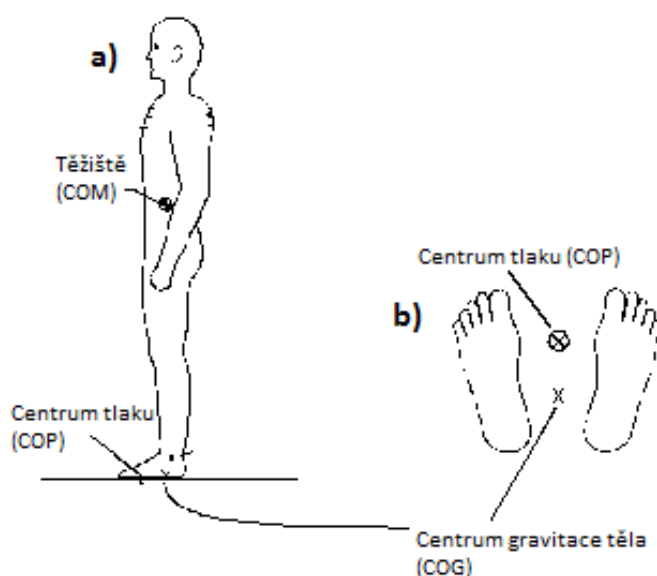 a)
Těžiště
(COM)
Centrum tlaku (COP)
b)
Centrum tlaku
(COP)
Centrum gravitace těla
(COG)